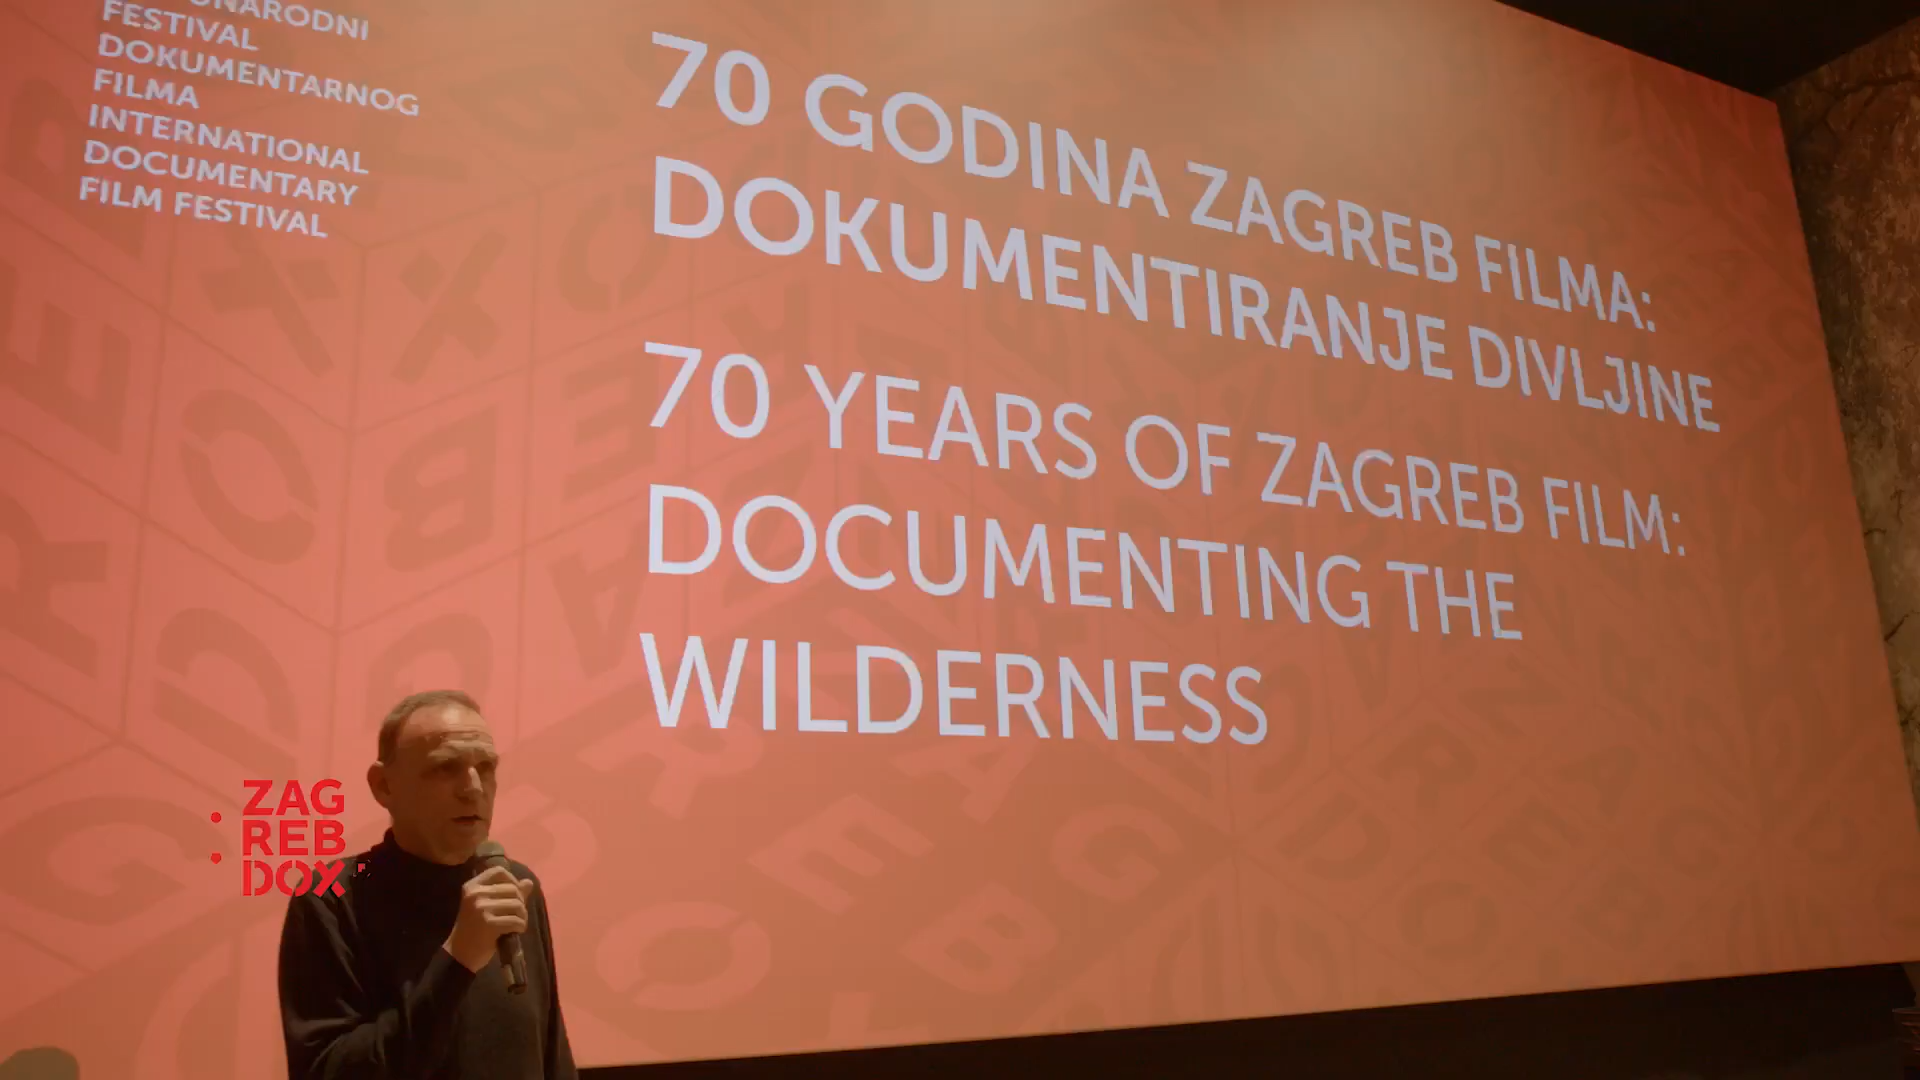 FESTIVAL
DOKUMENTARNOG
FILMA
INTERNATIONAL
DOCUMENTARY
FILM FESTIVAL
70 GODINA ZAGREB FILMA:
DOKUMENTIRANJE DIVLJINE
70 YEARS OF ZAGREB FILM:
DOCUMENTING THE
WILDERNESS
ZAG
REB
DOX